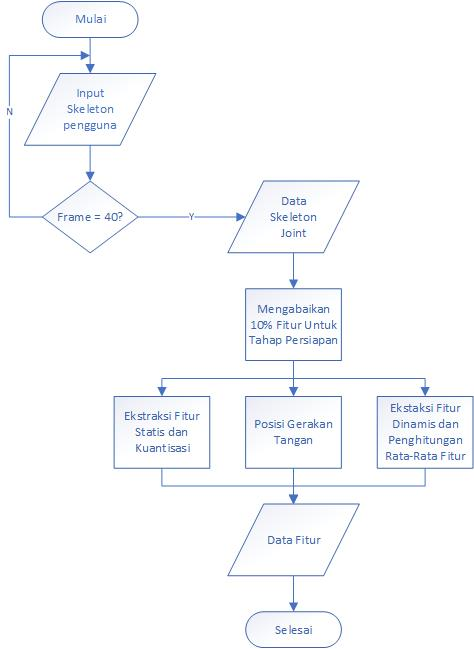 Mulai
Input
Skeleton
pengguna
N
Frame = 40?
Y
Data
Skeleton
Joint
Mengabaikan
10% Fitur Untuk
Tahap Persiapan
Ekstraksi Fitur
Statis dan
Kuantisasi
Posisi Gerakan
Tangan
Ekstaksi Fitur
Dinamis dan
Penghitungan
Rata-Rata Fitur
Data Fitur
Selesai